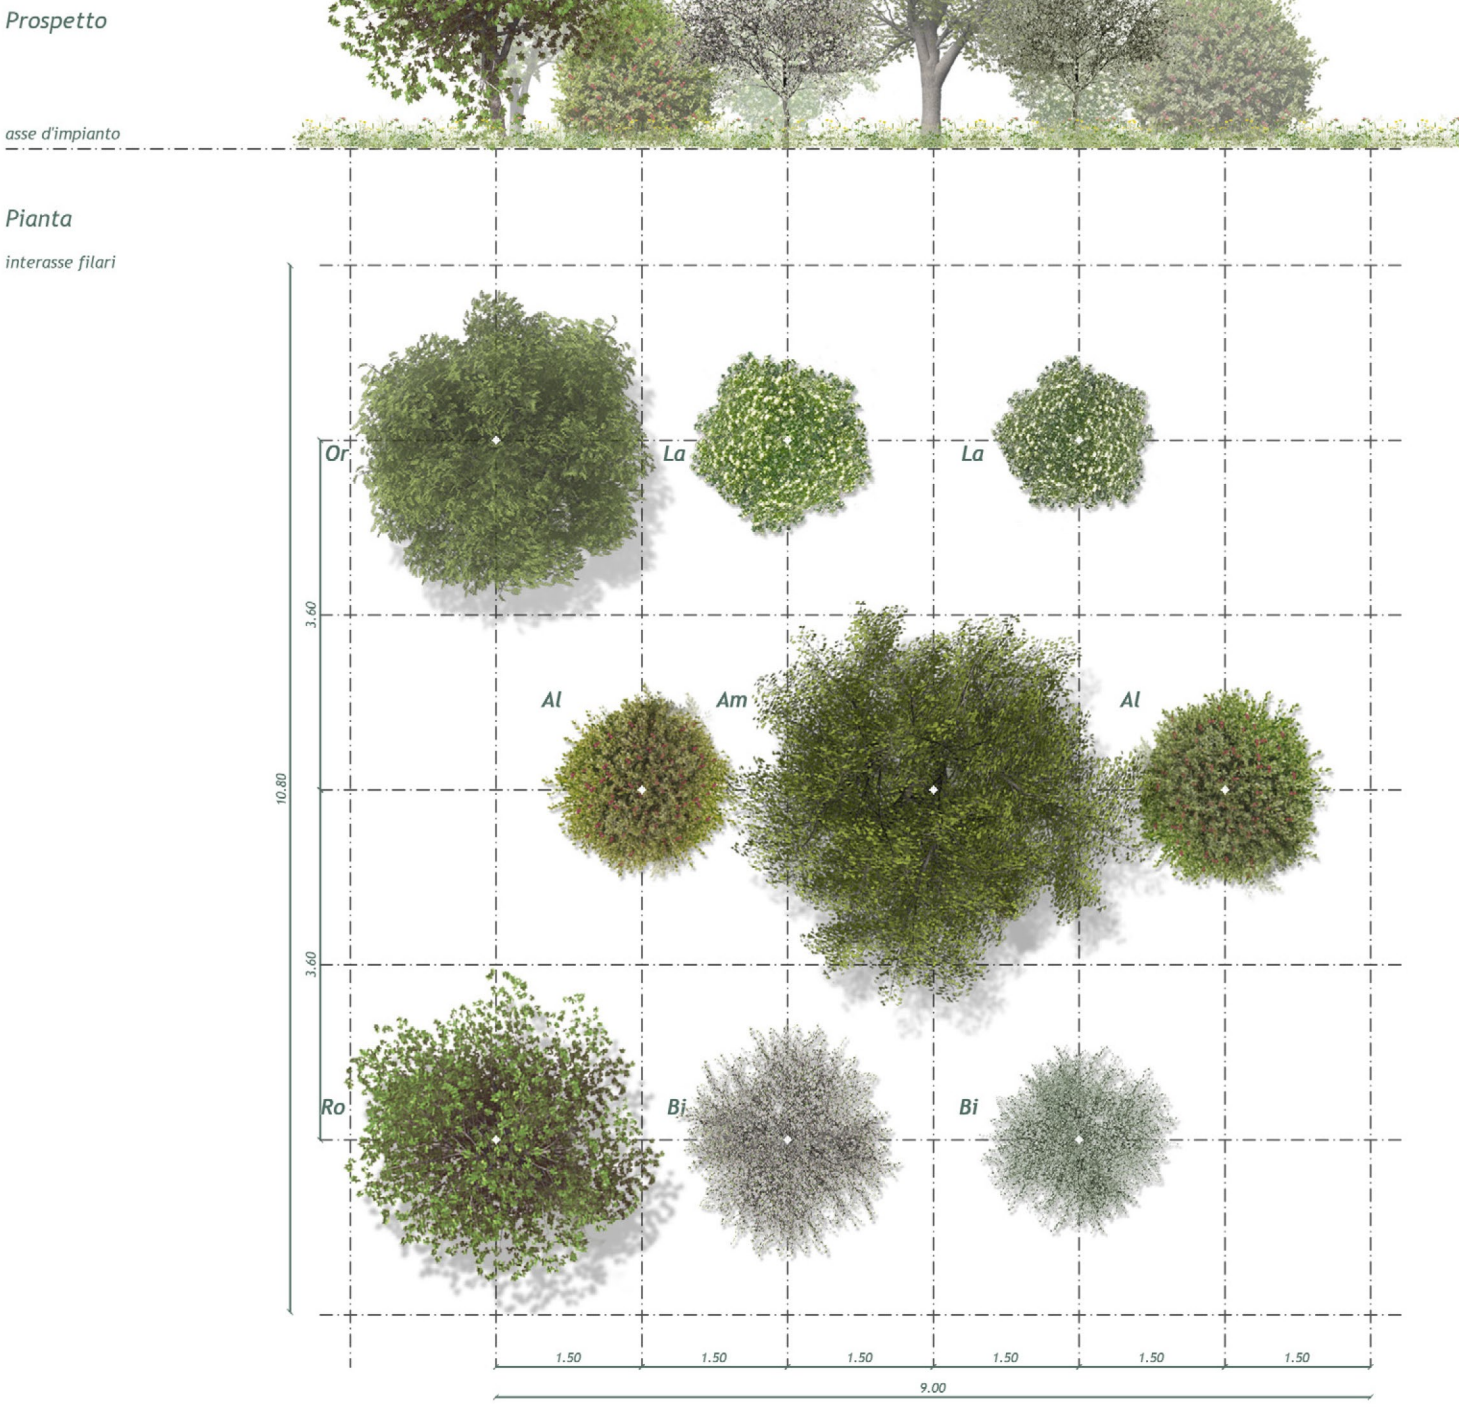 Prospetto
asse d'impianto
Pianta
interasse filari
Or
La
La
3.60
Al
Am
Al
10.80
3.60
Ro
Bi
Bi
1.50
1.50
1.50
1.50
1.50
1.50
9.00